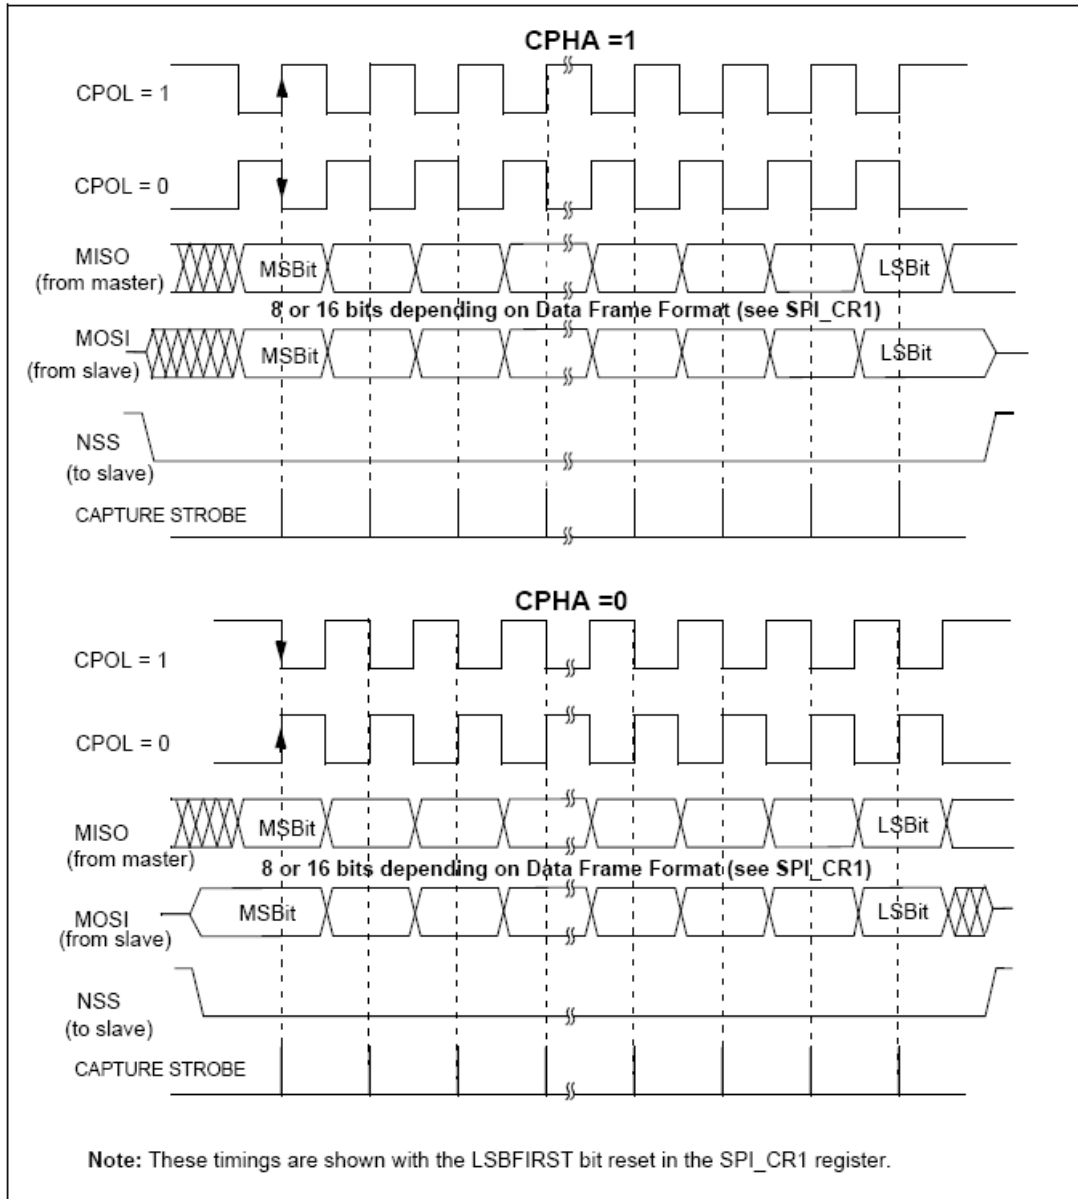 CPHA =1
CPOL = 1
CPOL = 0
MISO
(from master)
MSBit
LSBit
8 or 16 bits depending on Data Frame Format (see SPI_CR1)
MOSI
(from slave)
MSBit
LSBit
NSS
(to slave)
CAPTURE STROBE
CPHA =0
CPOL = 1
CPOL = 0
MISO
(from master)
MSBit
LSBit
8 or 16 bits depending on Data Frame Format (see SPI_CR1)
MOSI
(from slave)
MSBit
LSBit
NSS
(to slave)
CAPTURE STROBE
Note: These timings are shown with the LSBFIRST bit reset in the SPI_CR1 register.